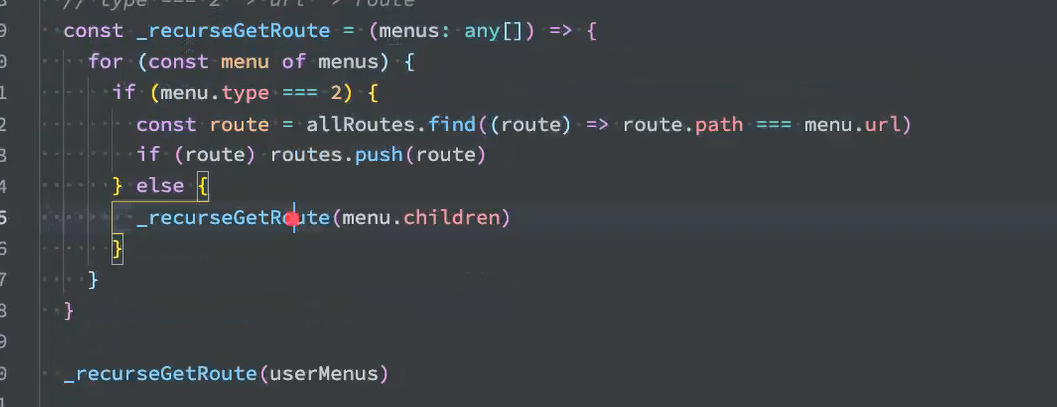 // type === 2 -> url -> route
9 const _recurseGetRoute = (menus: any[]) => {
0 for (const menu of menus) {
1 if (menu.type === 2) {
2 const route = allRoutes.find((route) => route.path === menu.url)
3 if (route) routes.push(route)
4 } else {
5 _recurseGetRoute(menu.children)
6 }
7 }
8 }
9
0 _recurseGetRoute(userMenus)
1